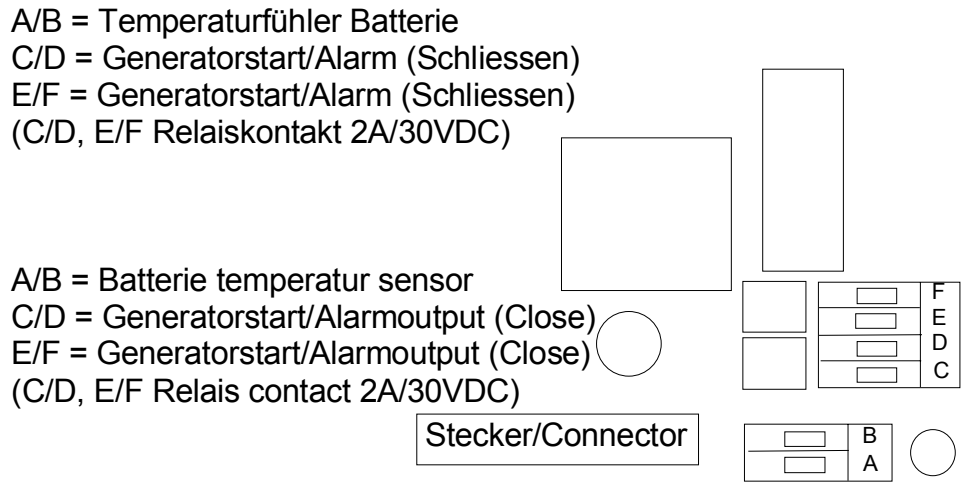 A/B = Temperaturfühler Batterie
C/D = Generatorstart/Alarm (Schliessen)
E/F = Generatorstart/Alarm (Schliessen)
(C/D, E/F Relaiskontakt 2A/30VDC)
A/B = Batterie temperatur sensor
C/D = Generatorstart/Alarmoutput (Close)
E/F = Generatorstart/Alarmoutput (Close)
(C/D, E/F Relais contact 2A/30VDC)
F
E
D
C
Stecker/Connector
B
A